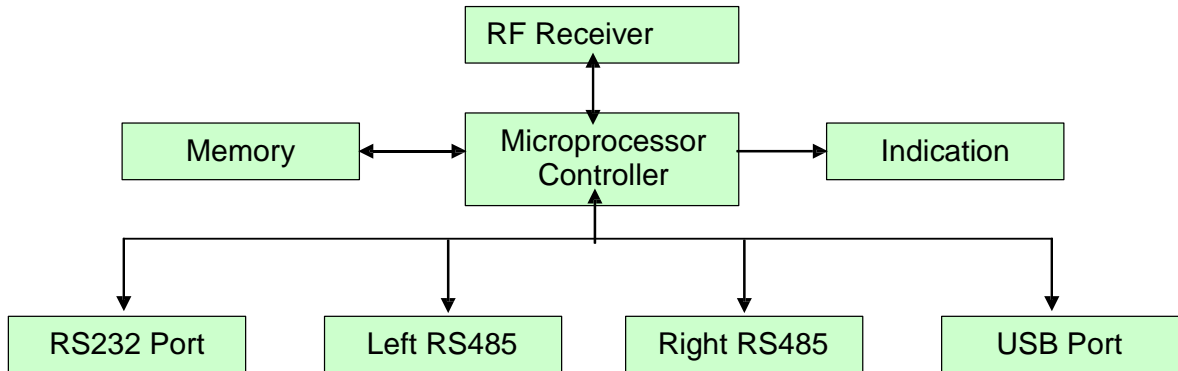 RF Receiver
Memory
Microprocessor
Controller
Indication
RS232 Port
Left RS485
Right RS485
USB Port